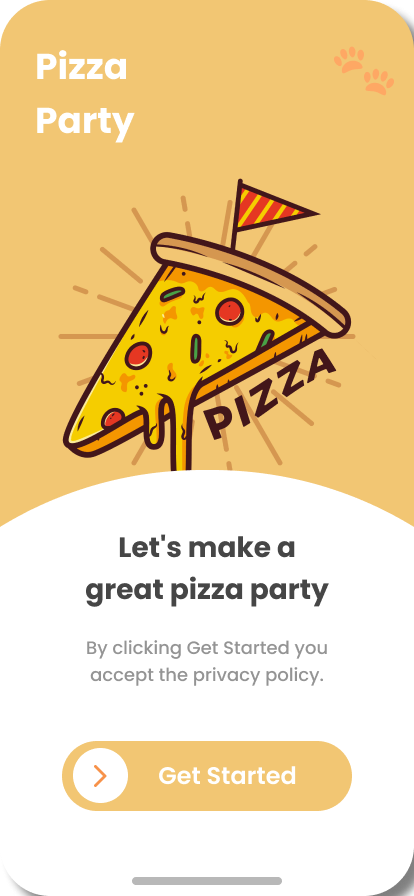 Pizza
Party
PIZZA
Let's make a
great pizza party
By clicking Get Started you
accept the privacy policy.
Get Started